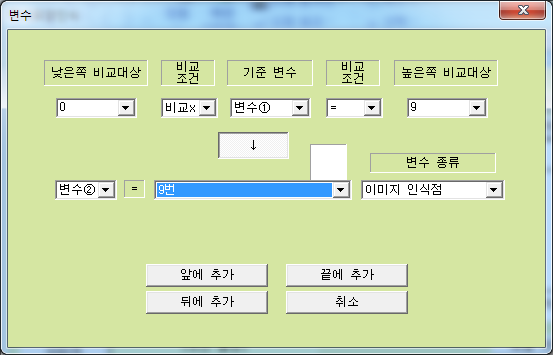 변수
낮은쪽 비교대상
비교
조건
기준 변수
비교
조건
높은쪽 비교대상
0
비교x
변수①
=
9
↓
변수 종류
변수②
=
9번
이미지 인식점
앞에 추가
끝에 추가
뒤에 추가
취소